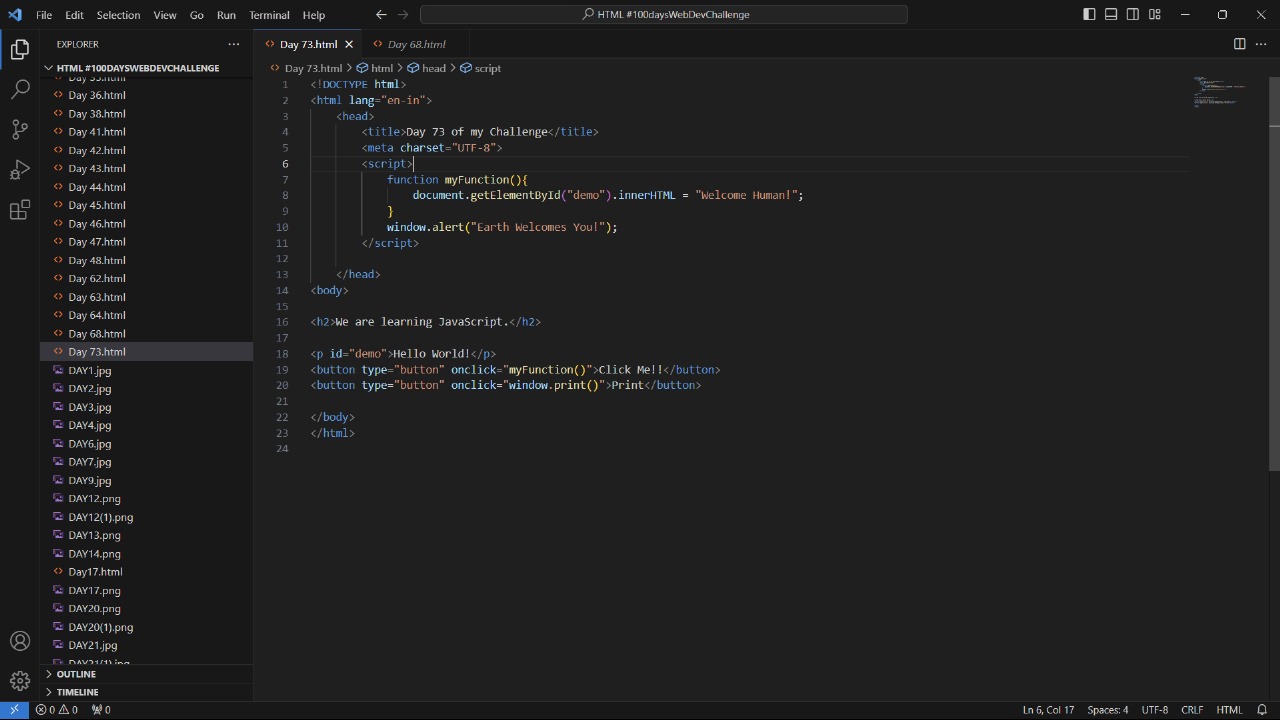 File Edit Selection View Go Run Terminal Help
HTML #100daysWebDevChallenge
EXPLORER
HTML #100DAYSWEBDEVCHALLENGE
Day 36.html
Day 38.html
Day 41.html
Day 42.html
Day 43.html
Day 44.html
Day 45.html
Day 46.html
Day 47.html
Day 48.html
Day 62.html
Day 63.html
Day 64.html
Day 68.html
Day 73.html
DAY1.jpg
DAY2.jpg
DAY3.jpg
DAY4.jpg
DAY6.jpg
DAY7.jpg
DAY9.jpg
DAY12.png
DAY12(1).png
DAY13.png
DAY14.png
Day17.html
DAY17.png
DAY20.png
DAY20(1).png
DAY21.jpg
DAY21(1).jpg
OUTLINE
TIMELINE
Day 73.html Day 68.html
Day 73.html > html > head > script
1 <!DOCTYPE html>
2 <html lang="en-in">
3 <head>
4 <title>Day 73 of my Challenge</title>
5 <meta charset="UTF-8">
6 <script>
7 function myFunction(){
8 document.getElementById("demo").innerHTML = "Welcome Human!";
9 }
10 window.alert("Earth Welcomes You!");
11 </script>
12
13 </head>
14 <body>
15
16 <h2>We are learning JavaScript.</h2>
17
18 <p id="demo">Hello World!</p>
19 <button type="button" onclick="myFunction()">Click Me!!</button>
20 <button type="button" onclick="window.print()">Print</button>
21
22 </body>
23 </html>
24
0 0 0
Ln 6, Col 17 Spaces: 4 UTF-8 CRLF HTML